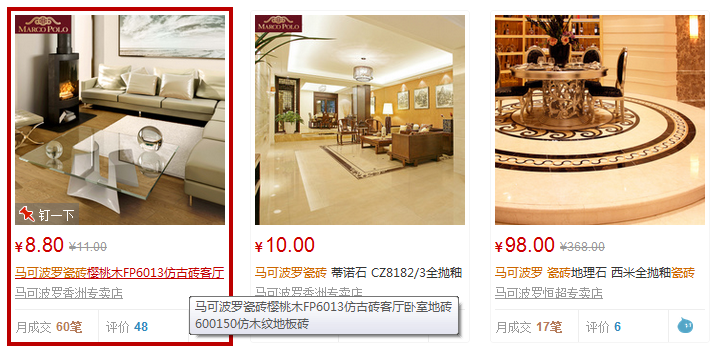 MARCO POLO
钉一下
¥8.80 ¥11.00
马可波罗瓷砖樱桃木FP6013仿古砖客厅
马可波罗香洲专卖店
月成交 60笔 评价 48
MARCO POLO
¥10.00
马可波罗瓷砖 蒂诺石 CZ8182/3全抛釉
马可波罗香洲专卖店
马可波罗瓷砖樱桃木FP6013仿古砖客厅卧室地砖
600150仿木纹地板砖
¥98.00 ¥368.00
马可波罗 瓷砖地理石 西米全抛釉瓷砖
马可波罗恒超专卖店
月成交 17笔 评价 6